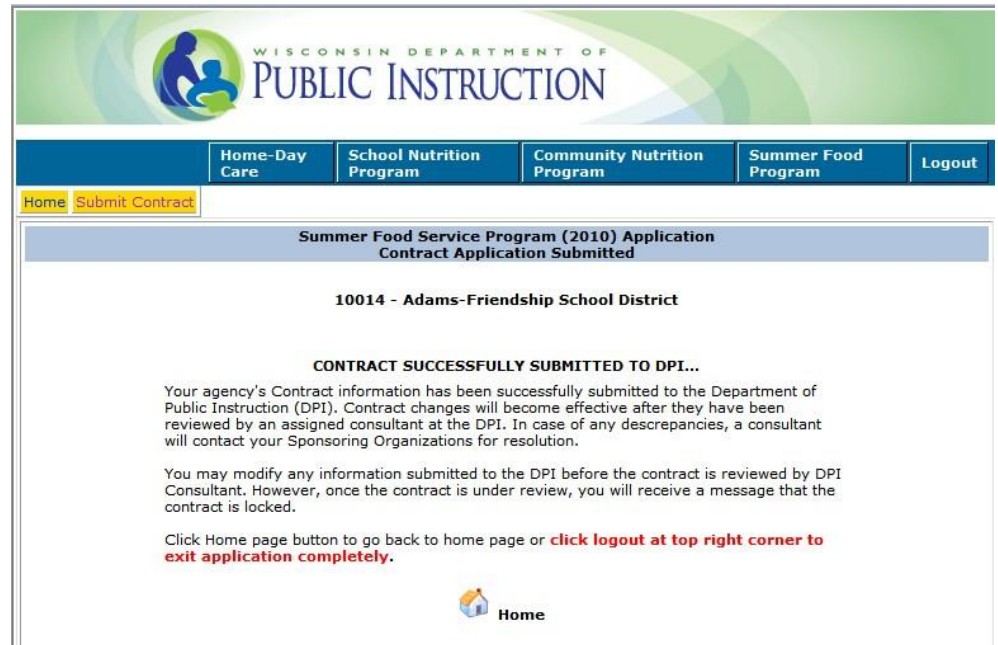 WISCONSIN DEPARTMENT OF
PUBLIC INSTRUCTION
Home-Day Care
School Nutrition Program
Community Nutrition Program
Summer Food Program
Logout
Home Submit Contract
Summer Food Service Program (2010) Application
Contract Application Submitted
10014 - Adams-Friendship School District
CONTRACT SUCCESSFULLY SUBMITTED TO DPI...
Your agency's Contract information has been successfully submitted to the Department of
Public Instruction (DPI). Contract changes will become effective after they have been
reviewed by an assigned consultant at the DPI. In case of any descrepancies, a consultant
will contact your Sponsoring Organizations for resolution.
You may modify any information submitted to the DPI before the contract is reviewed by DPI
Consultant. However, once the contract is under review, you will receive a message that the
contract is locked.
Click Home page button to go back to home page or click logout at top right corner to
exit application completely.
Home